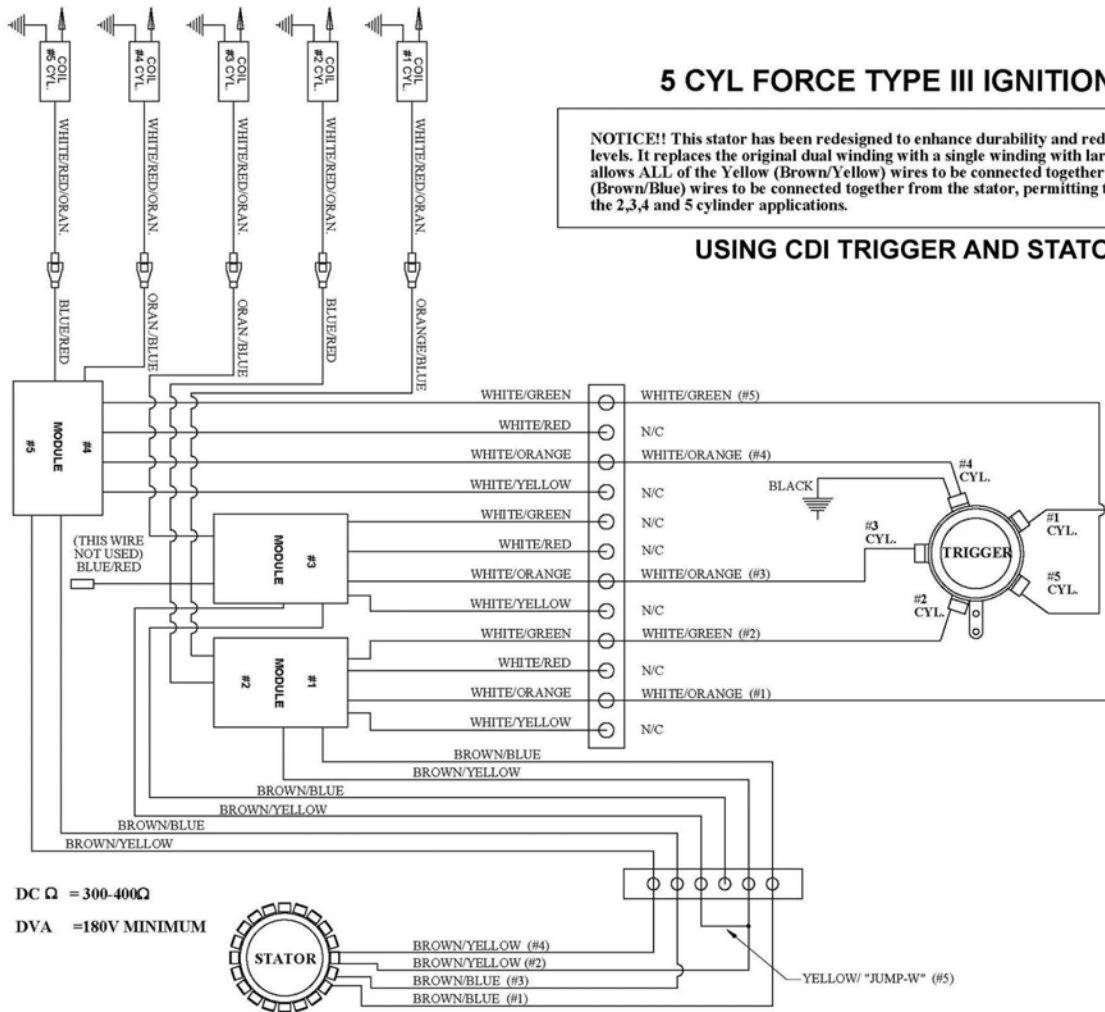 COIL
#5 CYL.
COIL
#4 CYL.
COIL
#3 CYL.
COIL
#2 CYL.
COIL
#1 CYL.
5 CYL FORCE TYPE III IGNITION
NOTICE!! This stator has been redesigned to enhance durability and red
levels. It replaces the original dual winding with a single winding with lar
allows ALL of the Yellow (Brown/Yellow) wires to be connected together
(Brown/Blue) wires to be connected together from the stator, permitting t
the 2,3,4 and 5 cylinder applications.
USING CDI TRIGGER AND STATO
WHITE/RED/ORAN.
WHITE/RED/ORAN.
WHITE/RED/ORAN.
WHITE/RED/ORAN.
WHITE/RED/ORAN.
BLUE/RED
ORAN./BLUE
ORAN./BLUE
BLUE/RED
ORANGE/BLUE
#4
MODULE
#5
WHITE/GREEN
WHITE/GREEN (#5)
WHITE/RED
N/C
WHITE/ORANGE
WHITE/ORANGE (#4)
WHITE/YELLOW
N/C
WHITE/GREEN
N/C
WHITE/RED
N/C
WHITE/ORANGE
WHITE/ORANGE (#3)
WHITE/YELLOW
N/C
WHITE/GREEN
WHITE/GREEN (#2)
WHITE/RED
N/C
WHITE/ORANGE
WHITE/ORANGE (#1)
WHITE/YELLOW
N/C
BLACK
#4
CYL.
#1
CYL.
#3
CYL.
TRIGGER
#5
CYL.
#2
CYL.
(THIS WIRE
NOT USED)
BLUE/RED
#3
MODULE
#1
MODULE
#2
BROWN/BLUE
BROWN/YELLOW
BROWN/BLUE
BROWN/YELLOW
BROWN/BLUE
BROWN/YELLOW
DC Ω = 300-400Ω
DVA =180V MINIMUM
STATOR
BROWN/YELLOW (#4)
BROWN/YELLOW (#2)
BROWN/BLUE (#3)
BROWN/BLUE (#1)
YELLOW/ "JUMP-W" (#5)